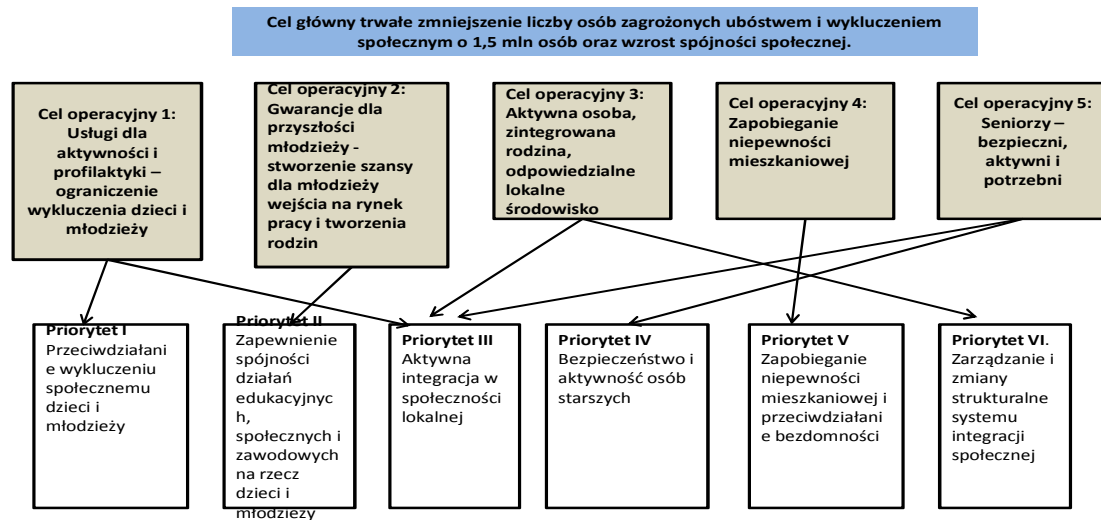 Cel główny trwałe zmniejszenie liczby osób zagrożonych ubóstwem i wykluczeniem
społecznym o 1,5 mln osób oraz wzrost spójności społecznej.
Cel operacyjny 1:
Usługi dla
aktywności i
profilaktyki –
ograniczenie
wykluczenia dzieci i
młodzieży
Cel operacyjny 2:
Gwarancje dla
przyszłości
młodzieży -
stworzenie szansy
dla młodzieży
wejścia na rynek
pracy i tworzenia
rodzin
Cel operacyjny 3:
Aktywna osoba,
zintegrowana
rodzina,
odpowiedzialne
lokalne
środowisko
Cel operacyjny 4:
Zapobieganie
niepewności
mieszkaniowej
Cel operacyjny 5:
Seniorzy –
bezpieczni,
aktywni i
potrzebni
Priorytet I
Przeciwdziałani
e wykluczeniu
społecznemu
dzieci i
młodzieży
Priorytet II
Zapewnienie
spójności
działań
edukacyjnyc
h,
społecznych i
zawodowych
na rzecz
dzieci i
młodzieży
Priorytet III
Aktywna
integracja w
społeczności
lokalnej
Priorytet IV
Bezpieczeństwo i
aktywność osób
starszych
Priorytet V
Zapobieganie
niepewności
mieszkaniowej i
przeciwdziałani
e bezdomności
Priorytet VI.
Zarządzanie i
zmiany
strukturalne
systemu
integracji
społecznej